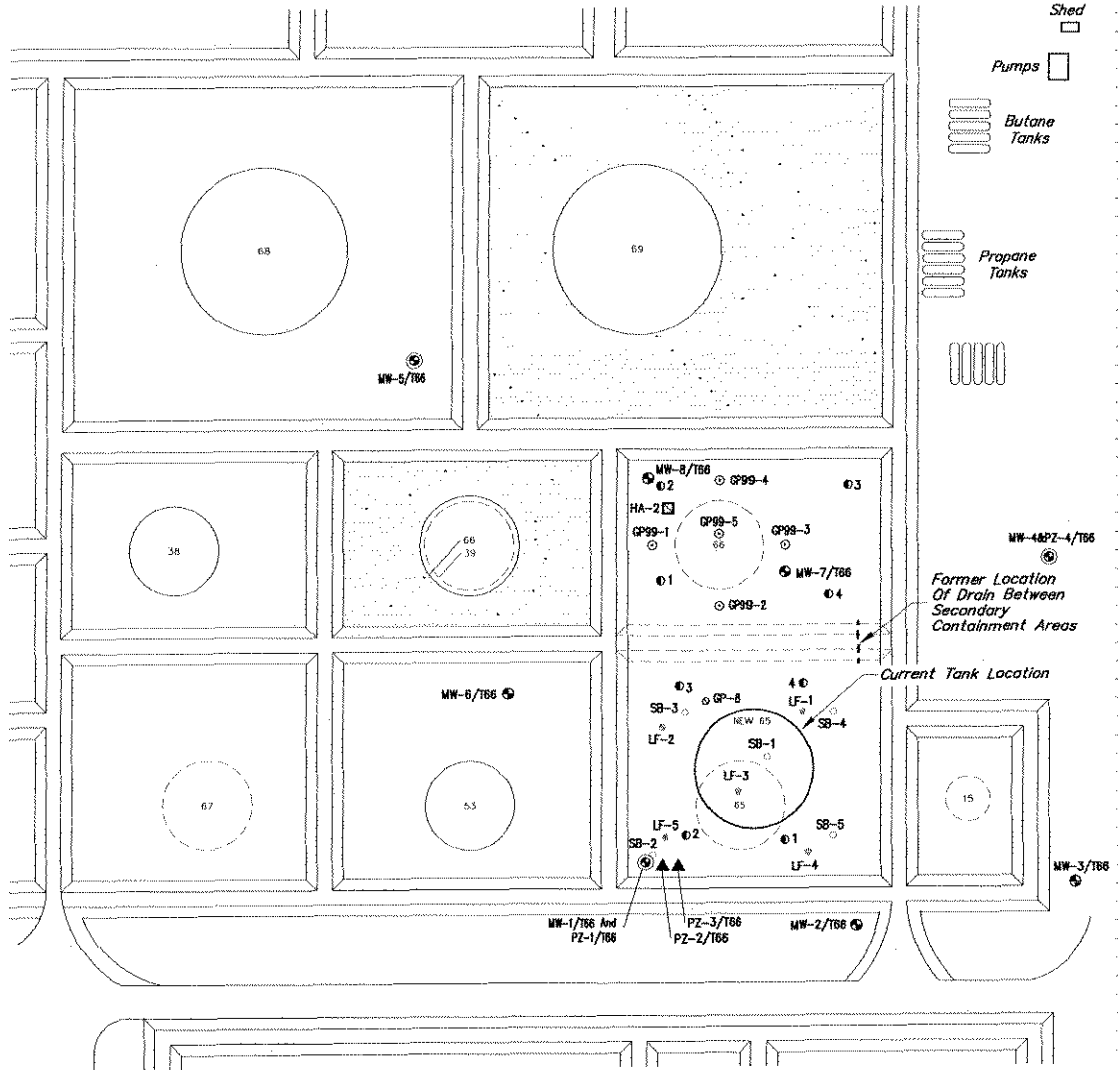 Shed
Pumps
Butane
Tanks
Propane
Tanks
68
69
MW-5/T66
MW-8/T66
2
GP99-4
3
HA-2
GP99-1
GP99-5
66
GP99-3
38
66
39
MW-4&PZ-4/T66
1
MW-7/T66
4
GP99-2
Former Location
Of Drain Between
Secondary
Containment Areas
Current Tank Location
MW-6/T66
3
GP-8
4
SB-3
LF-1
SB-4
LF-2
NEW 65
SB-1
LF-3
65
67
53
15
LF-5
2
1
SB-5
SB-2
LF-4
MW-3/T66
MW-1/T66 And
PZ-1/T66
PZ-3/T66
PZ-2/T66
MW-2/T66